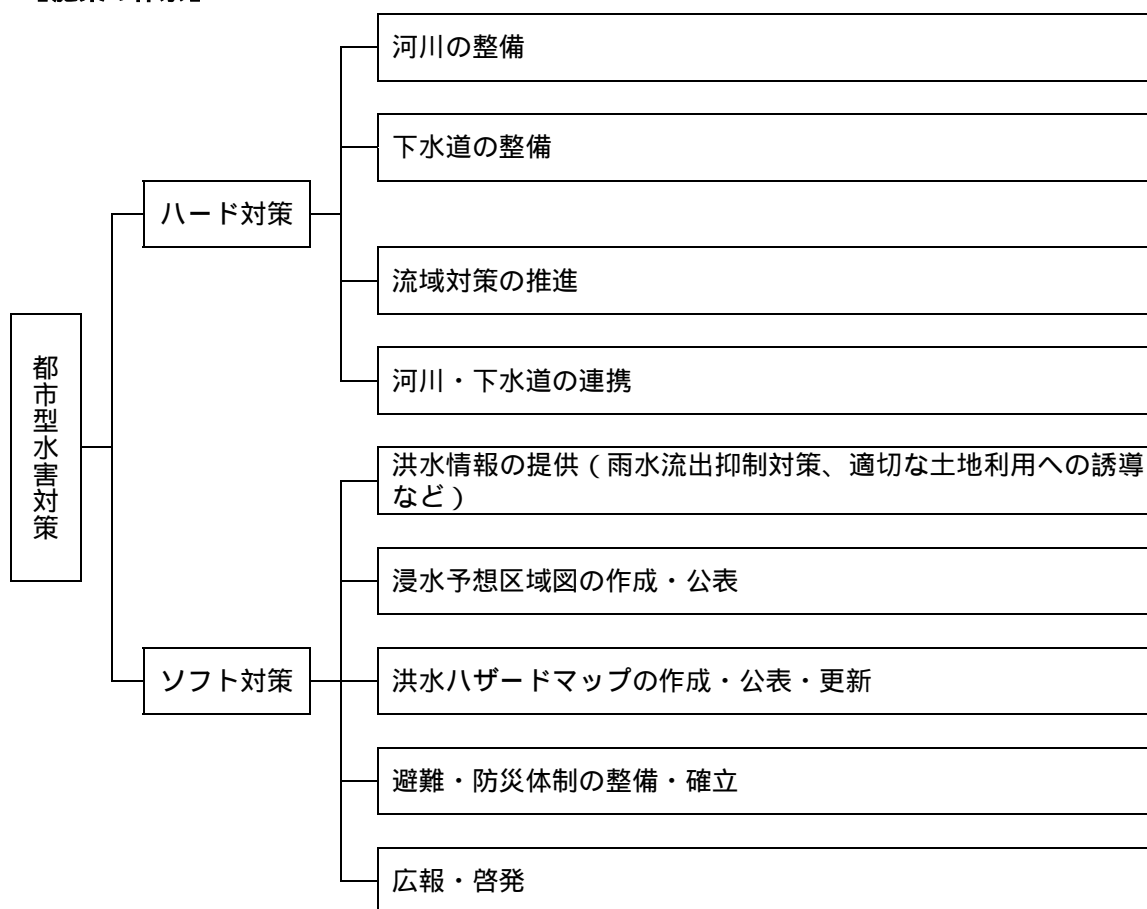 河川の整備
下水道の整備
ハード対策
流域対策の推進
河川・下水道の連携
都市型水害対策
洪水情報の提供（雨水流出抑制対策、適切な土地利用への誘導
など）
浸水予想区域図の作成・公表
ソフト対策
洪水ハザードマップの作成・公表・更新
避難・防災体制の整備・確立
広報・啓発